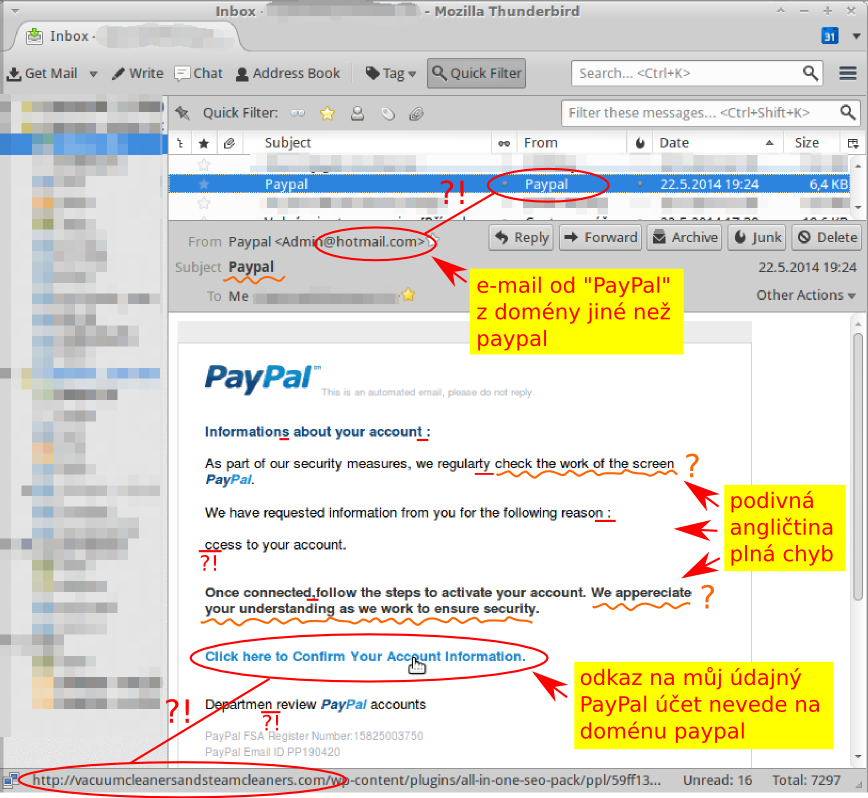 Inbox · - Mozilla Thunderbird
Inbox ·
31
Get Mail Write Chat Address Book Tag Quick Filter Search... <Ctrl+K>
Quick Filter: Filter these messages... <Ctrl+Shift+K>
Subject From Date Size
Paypal Paypal 22.5.2014 19:24 6,4 KB
?!
From Paypal <Admin@hotmail.com> Reply Forward Archive Junk Delete
Subject Paypal 22.5.2014 19:24
To Me Other Actions
e-mail od "PayPal"
z domény jiné než
paypal
PayPal™
This is an automated email, please do not reply.
Informations about your account :
As part of our security measures, we regularty check the work of the screen ?
PayPal.
We have requested information from you for the following reason :
podivná
angličtina
plná chyb
ccess to your account.
?!
Once connected,follow the steps to activate your account. We appereciate ?
your understanding as we work to ensure security.
Click here to Confirm Your Account Information.
odkaz na můj údajný
PayPal účet nevede na
doménu paypal
?!
Departmen review PayPal accounts
?!
PayPal FSA Register Number:15825003750
PayPal Email ID PP190420
http://vacuumcleanersandsteamcleaners.com/wp-content/plugins/all-in-one-seo-pack/ppl/59ff13... Unread: 16 Total: 7297